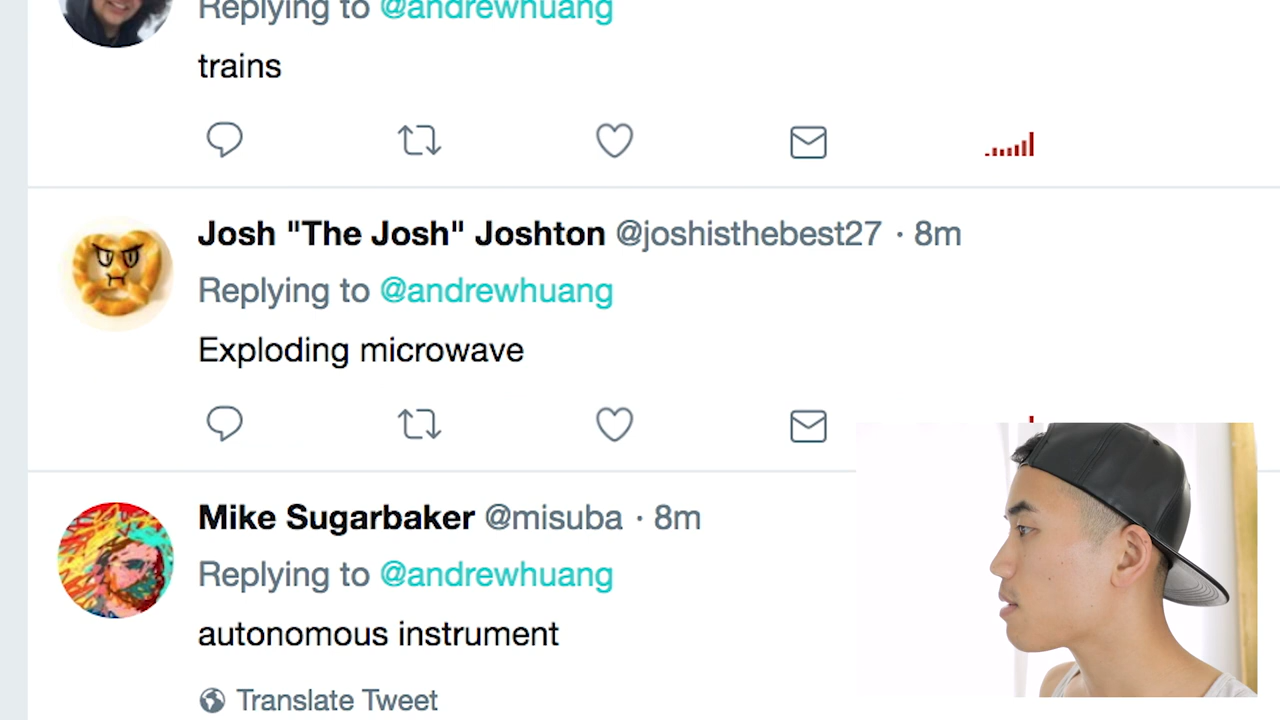 Replying to @andrewhuang
trains
Josh "The Josh" Joshton @joshisthebest27 · 8m
Replying to @andrewhuang
Exploding microwave
Mike Sugarbaker @misuba · 8m
Replying to @andrewhuang
autonomous instrument
Translate Tweet